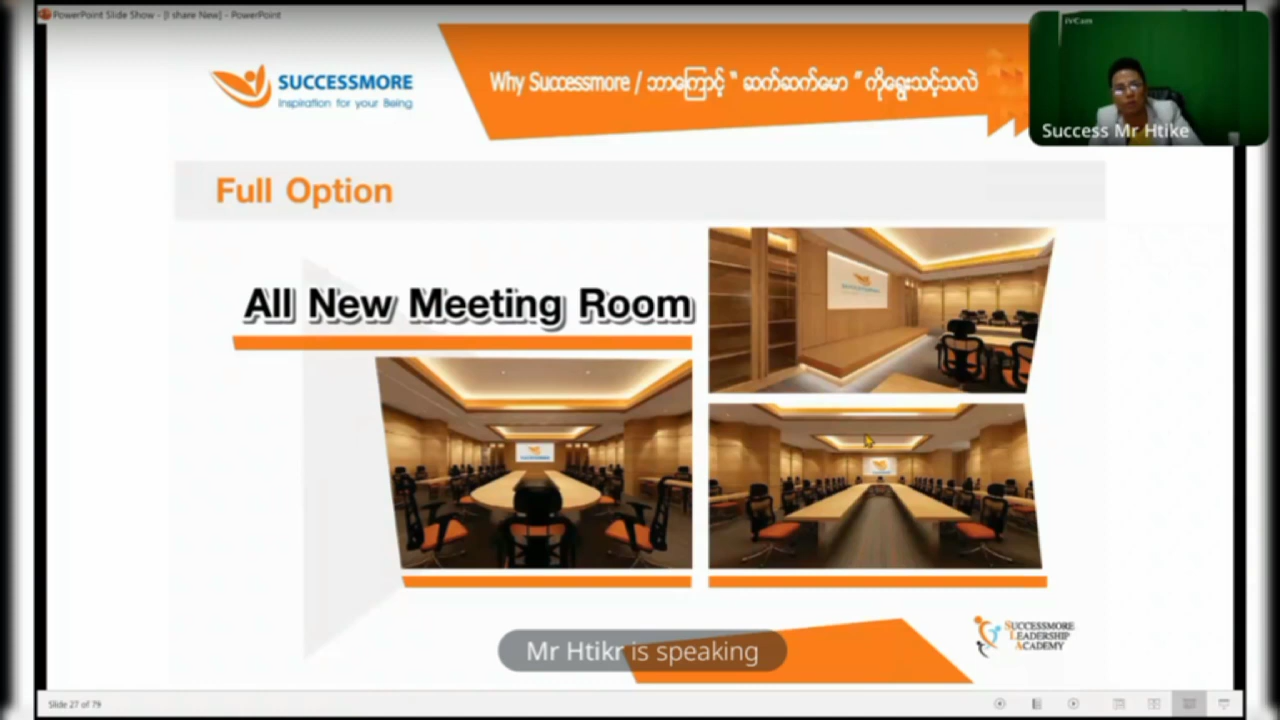 PowerPoint Slide Show - [I share New] - PowerPoint
iVCam
SUCCESSMORE
Inspiration for your Being
Why Successmore / ဘာကြောင့် " ဆက်ဆက်မော " ကိုရွေးသင့်သလဲ
Success Mr Htike
Full Option
All New Meeting Room
SUCCESSMORE
LEADERSHIP
ACADEMY
Mr Htikr is speaking
Slide 27 of 79